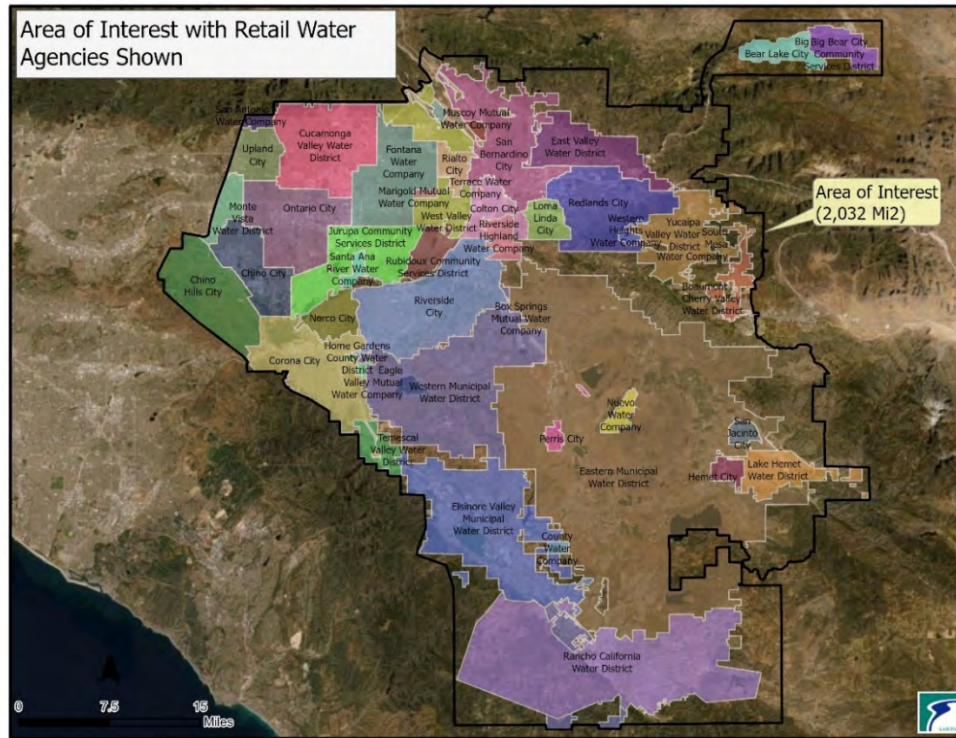 Area of Interest with Retail Water
Agencies Shown
Big Bear City
Big
Community
Bear Lake City
Services District
San Antonio
Water Company
Muscoy Mutual
Water Company
Cucamonga
Valley Water
District
Upland
City
Fontana
Water
Company
Rialto
City
San
Bernardino
City
East Valley
Water District
Terrace Water
Company
Marigold Mutual
Water Company
Monte
Vista
Water District
Ontario City
West Valley
Water District
Colton City
Loma
Linda
City
Redlands City
Western
Heights
Water Company
Yucaipa
Valley Water
District
South
Mesa
Water Company
Area of Interest
(2,032 Mi2)
Riverside
Highland
Water Company
Jurupa Community
Services District
Santa Ana
River Water
Company
Rubidoux Community
Services District
Chino City
Chino
Hills City
Beaumont
Cherry Valley
Water District
Riverside
City
Box Springs
Mutual Water
Company
Norco City
Corona City
Home Gardens
County Water
District
Eagle
Valley Mutual
Water Company
Western Municipal
Water District
Nuevo
Water
Company
Perris City
San
Jacinto
City
Temescal
Valley Water
District
Eastern Municipal
Water District
Hemet City
Lake Hemet
Water District
Elsinore Valley
Municipal
Water District
County
Water
Company
Rancho California
Water District
0
7.5
15
Miles